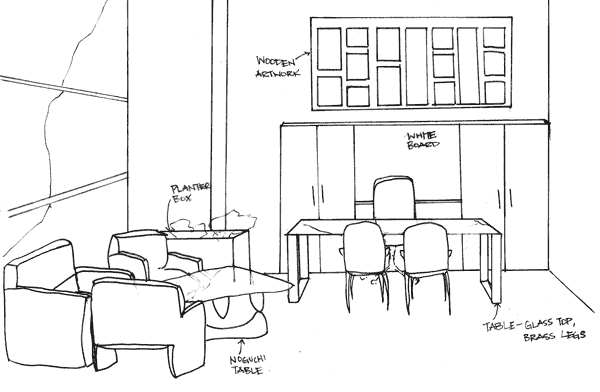 WOODEN
ARTWORK
WHITE
BOARD
PLANTER
BOX
TABLE-GLASS TOP,
BRASS LEGS
NOGUCHI
TABLE